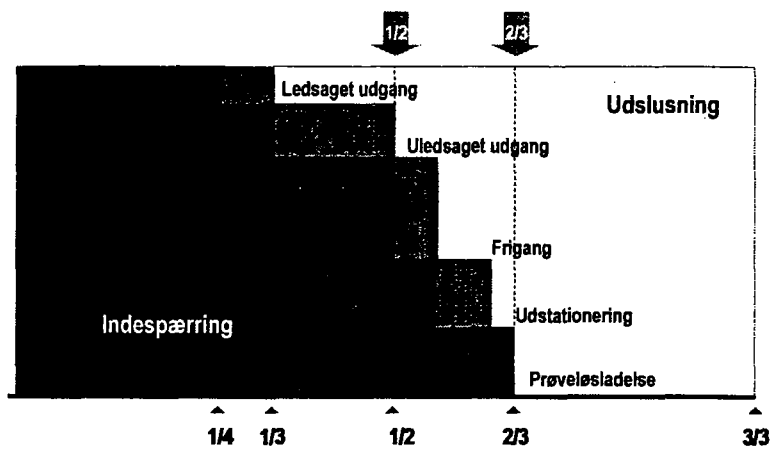 1/2 2/3
Ledsaget udgang
Udslusning
Uledsaget udgang
Frigang
Indespærring
Udstationering
Prøveløsladelse
1/4 1/3 1/2 2/3 3/3